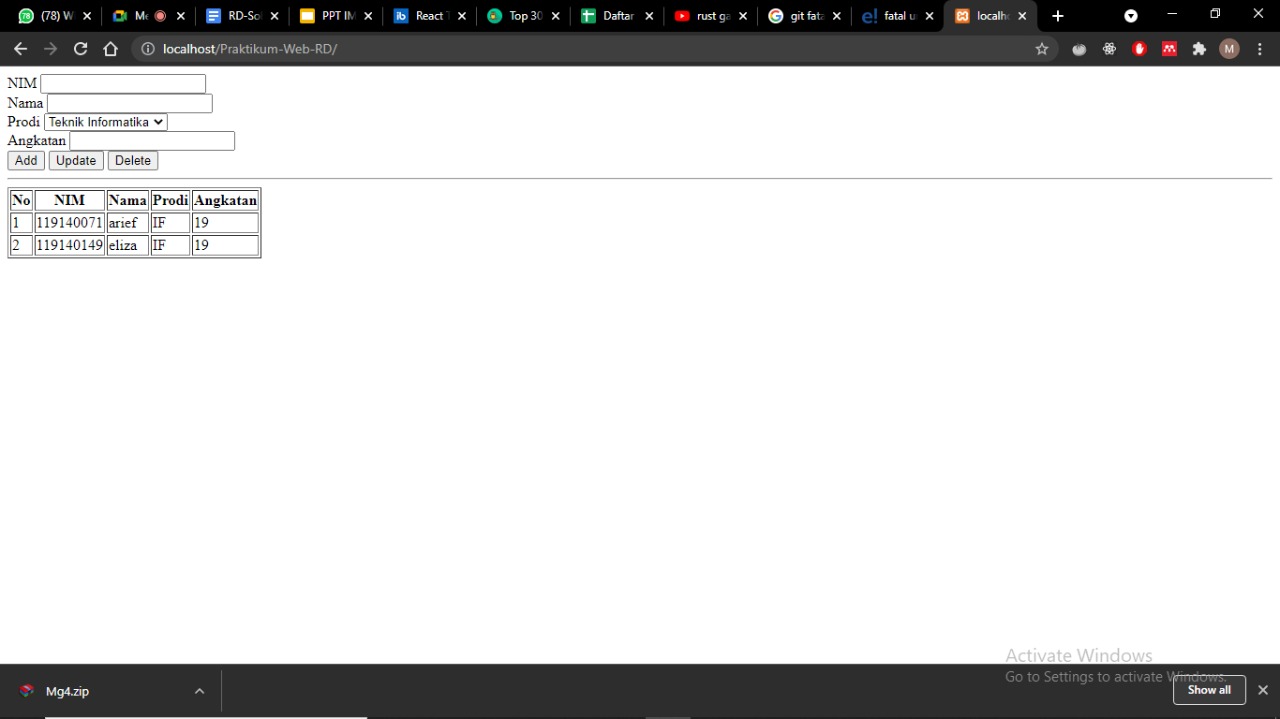 (78) W
Me
RD-So
PPT IM
React T
Top 30
Daftar
rust ga
git fata
fatal u
localh
localhost/Praktikum-Web-RD/
M
NIM
Nama
Prodi Teknik Informatika
Angkatan
Add Update Delete
No NIM Nama Prodi Angkatan
1 119140071 arief IF 19
2 119140149 eliza IF 19
Activate Windows
Go to Settings to activate Windows.
Mg4.zip
Show all